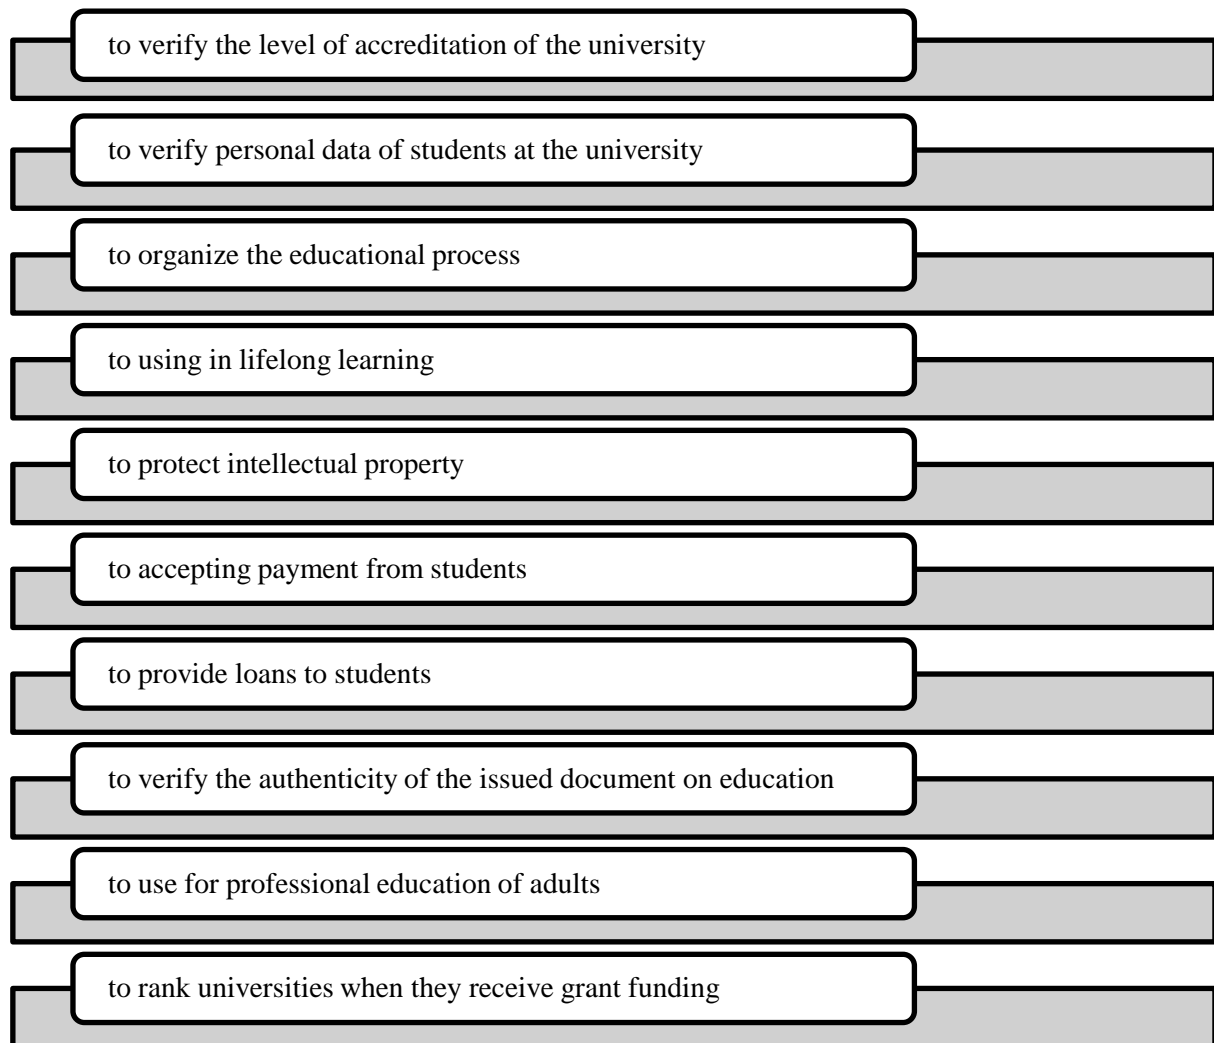 to verify the level of accreditation of the university
to verify personal data of students at the university
to organize the educational process
to using in lifelong learning
to protect intellectual property
to accepting payment from students
to provide loans to students
to verify the authenticity of the issued document on education
to use for professional education of adults
to rank universities when they receive grant funding